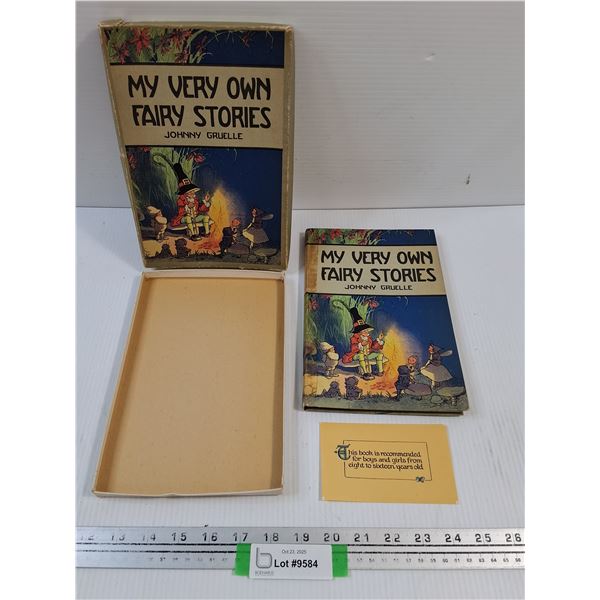 MY VERY OWN
FAIRY STORIES
JOHNNY GRUELLE
MY VERY OWN
FAIRY STORIES
JOHNNY GRUELLE
This book is recommended
for boys and girls from
eight to sixteen years old
12 13 14 15 16 17 18 19 20 21 22 23 24 25 26
Oct 23, 2025
Lot #9584